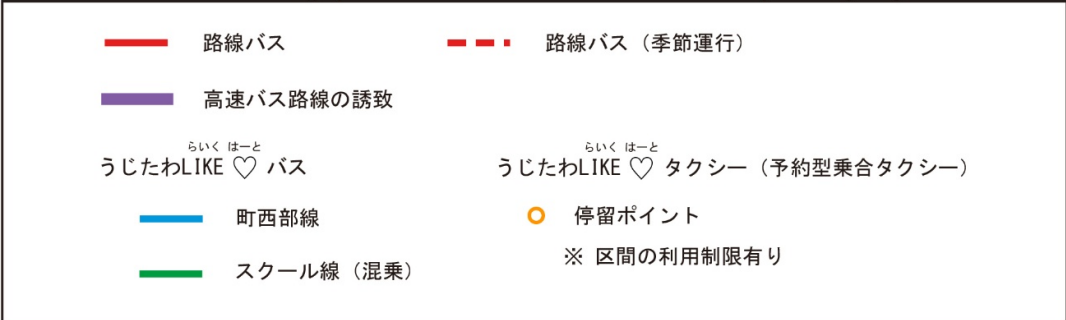 路線バス
路線バス（季節運行）
高速バス路線の誘致
らいく はーと
うじたわLIKE ♡ バス
らいく はーと
うじたわLIKE ♡ タクシー（予約型乗合タクシー）
町西部線
停留ポイント
※ 区間の利用制限有り
スクール線（混乗）